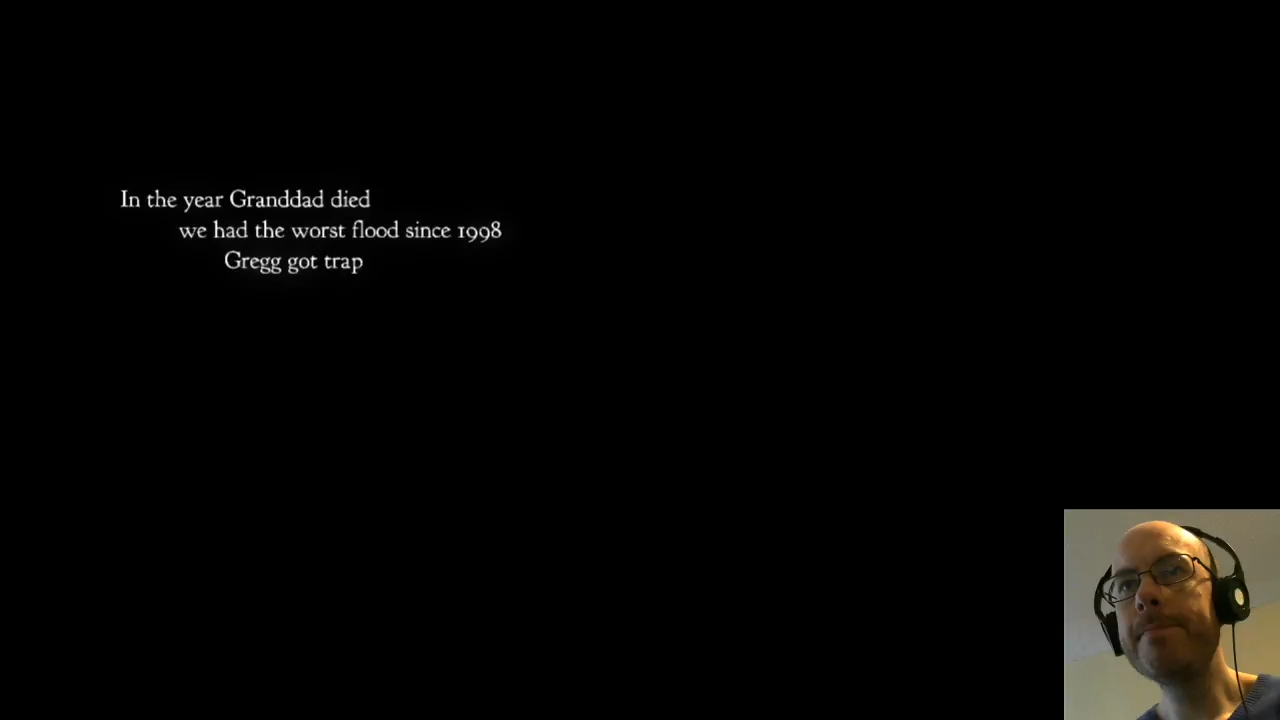 In the year Granddad died
we had the worst flood since 1998
Gregg got trap